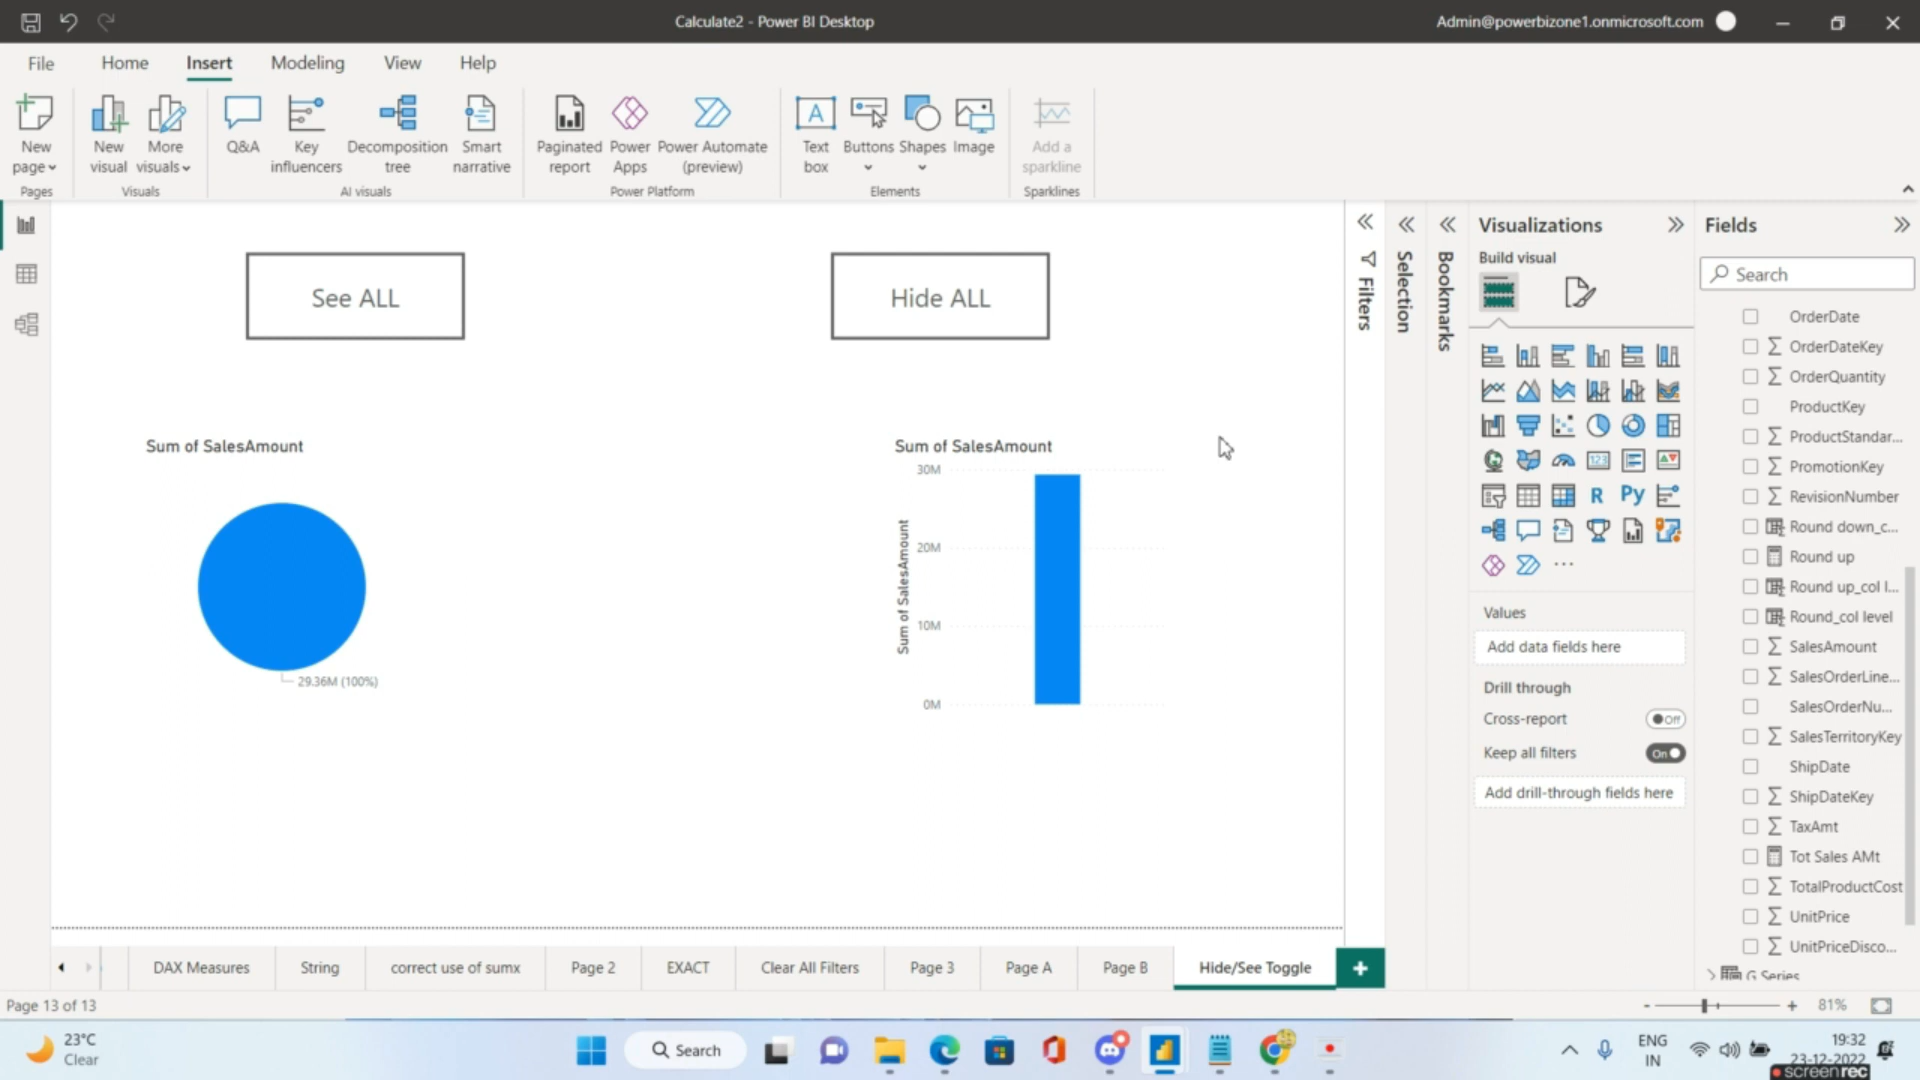 Calculate2 - Power BI Desktop
Admin@powerbizone1.onmicrosoft.com
File
Home
Insert
Modeling
View
Help
New page
New visual
More visuals
Q&A
Key influencers
Decomposition tree
Smart narrative
Paginated report
Power Apps
Power Automate (preview)
Text box
Buttons
Shapes
Image
Add a sparkline
Pages
Visuals
AI visuals
Power Platform
Elements
Sparklines
See ALL
Hide ALL
Sum of SalesAmount
29.36M (100%)
Sum of SalesAmount
Sum of SalesAmount
30M
20M
10M
0M
Filters
Selection
Bookmarks
Visualizations
Build visual
123
R
Py
Values
Add data fields here
Drill through
Cross-report
Off
Keep all filters
On
Add drill-through fields here
Fields
Search
OrderDate
OrderDateKey
OrderQuantity
ProductKey
ProductStandar...
PromotionKey
RevisionNumber
Round down_c...
Round up
Round up_col l...
Round_col level
SalesAmount
SalesOrderLine...
SalesOrderNu...
SalesTerritoryKey
ShipDate
ShipDateKey
TaxAmt
Tot Sales AMt
TotalProductCost
UnitPrice
UnitPriceDisco...
G Series
DAX Measures
String
correct use of sumx
Page 2
EXACT
Clear All Filters
Page 3
Page A
Page B
Hide/See Toggle
Page 13 of 13
81%
23°C
Clear
Search
ENG
IN
19:32
23-12-2022
screenrec